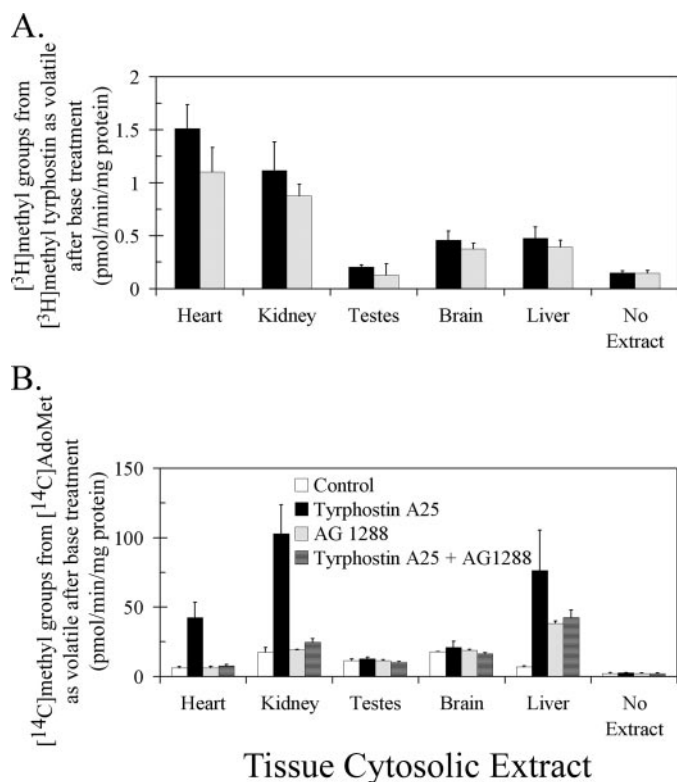 A.
[³H]methyl groups from
[³H]methyl tyrphostin as volatile
after base treatment
(pmol/min/mg protein)
2
1.5
1
0.5
0
Heart Kidney Testes Brain Liver No
Extract
B.
[¹⁴C]methyl groups from [¹⁴C]AdoMet
as volatile after base treatment
(pmol/min/mg protein)
150
100
50
0
Control
Tyrphostin A25
AG 1288
Tyrphostin A25 + AG1288
Heart Kidney Testes Brain Liver No
Extract
Tissue Cytosolic Extract